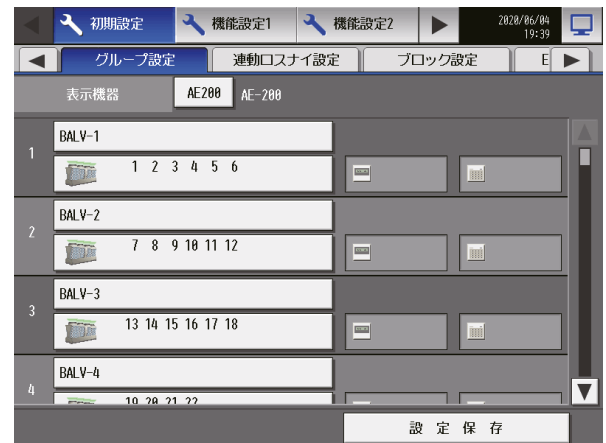 初期設定 機能設定1 機能設定2 2020/06/04
19:39
グループ設定 連動ロスナイ設定 ブロック設定 E
表示機器 AE200 AE-200
1 BALV-1
1 2 3 4 5 6
2 BALV-2
7 8 9 10 11 12
3 BALV-3
13 14 15 16 17 18
4 BALV-4
19 20 21 22
設定保存